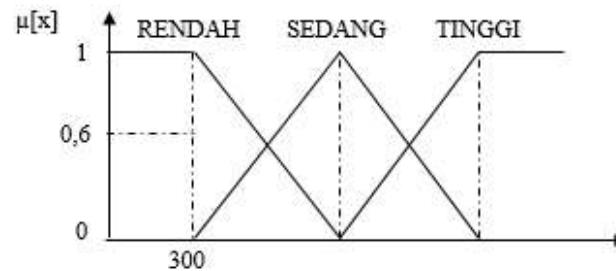 μ[x]
RENDAH SEDANG TINGGI
1
0,6
0
300